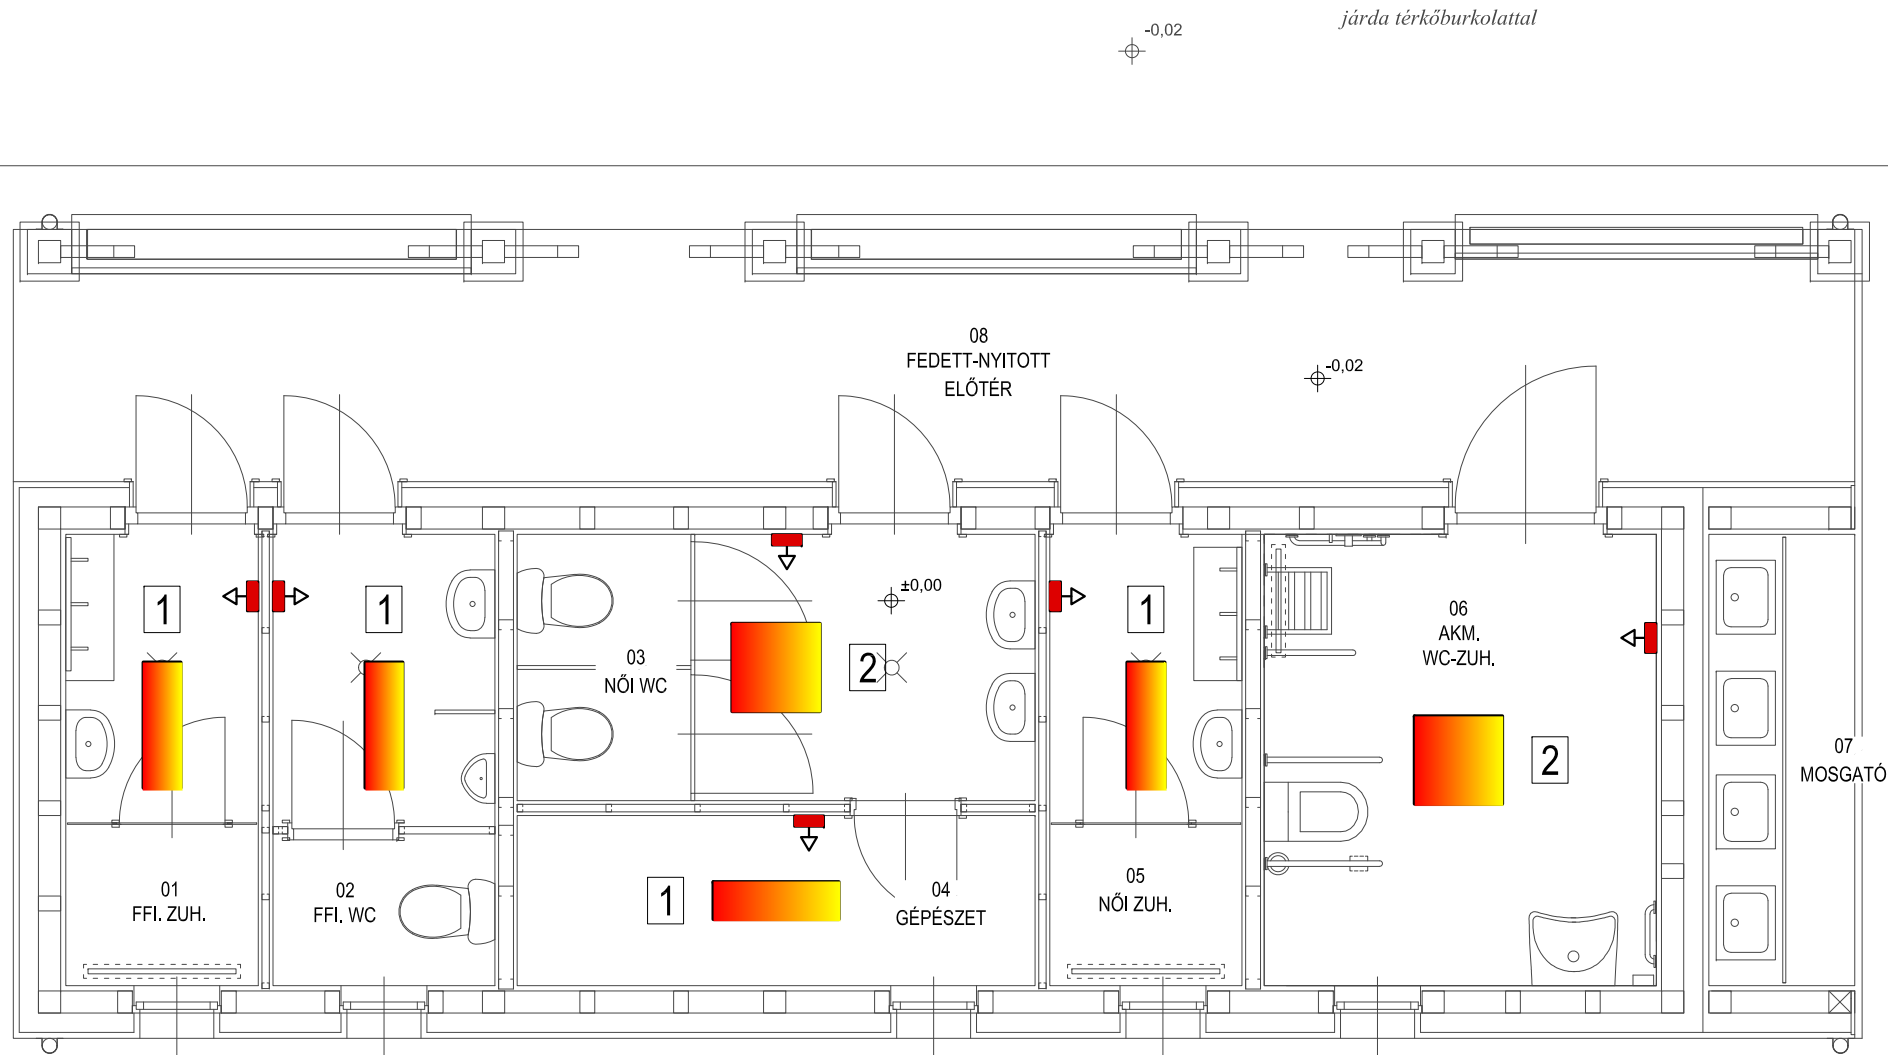 járda térkőburkolattal
-0,02
08
FEDETT-NYITOTT
ELŐTÉR
-0,02
1
1
±0,00
1
03
NŐI WC
2
06
AKM.
WC-ZUH.
2
07
MOSGATÓ
01
FFI. ZUH.
02
FFI. WC
1
04
GÉPÉSZET
05
NŐI ZUH.